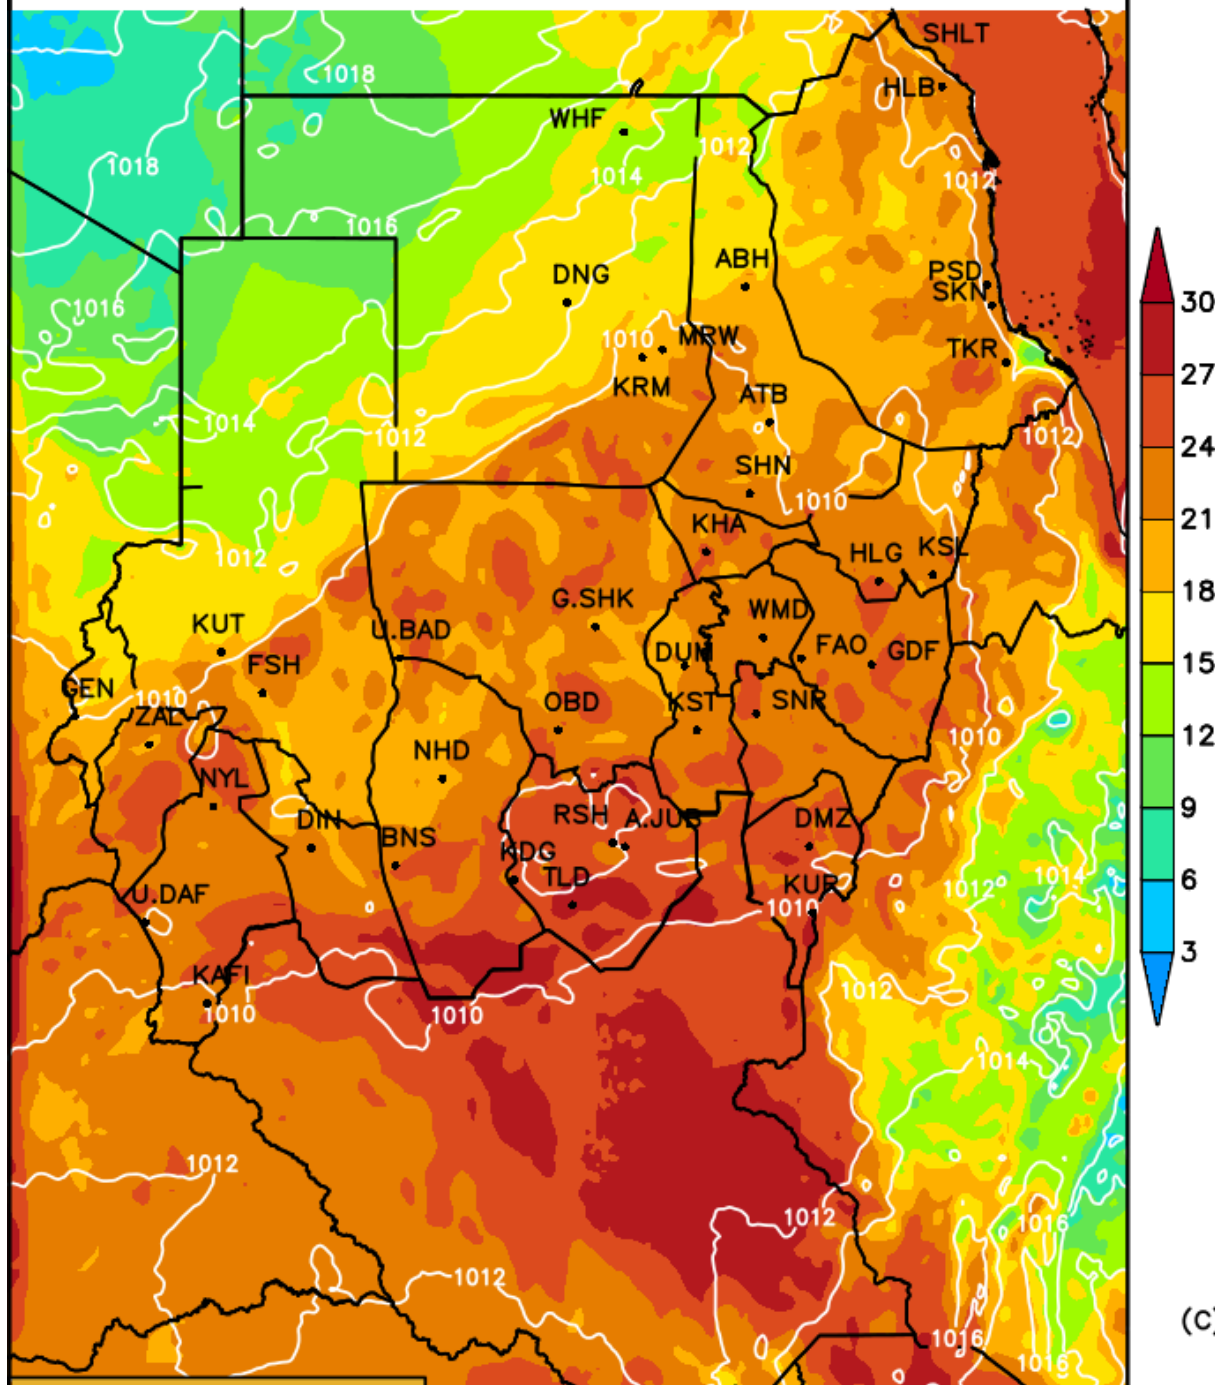 SHLT
1018
HLB
WHF
1012
1018
1014
1012
1016
ABH
DNG
PSD
SKN
1016
1010
MRW
TKR
KRM
ATB
1014
1012
1012
SHN
1010
KHA
1012
HLG
KSL
G.SHK
WMD
KUT
U.BAD
DUM
FAO
GDF
FSH
GEN
1010
OBD
KST
SNR
ZAL
1010
NHD
NYL
RSH
A.JUB
DMZ
DIN
BNS
KDG
TLD
1014
KUR
1012
U.DAF
1010
KAFI
1012
1010
1010
1014
1012
1012
1016
1012
1016
1016
30
27
24
21
18
15
12
9
6
3
(C)